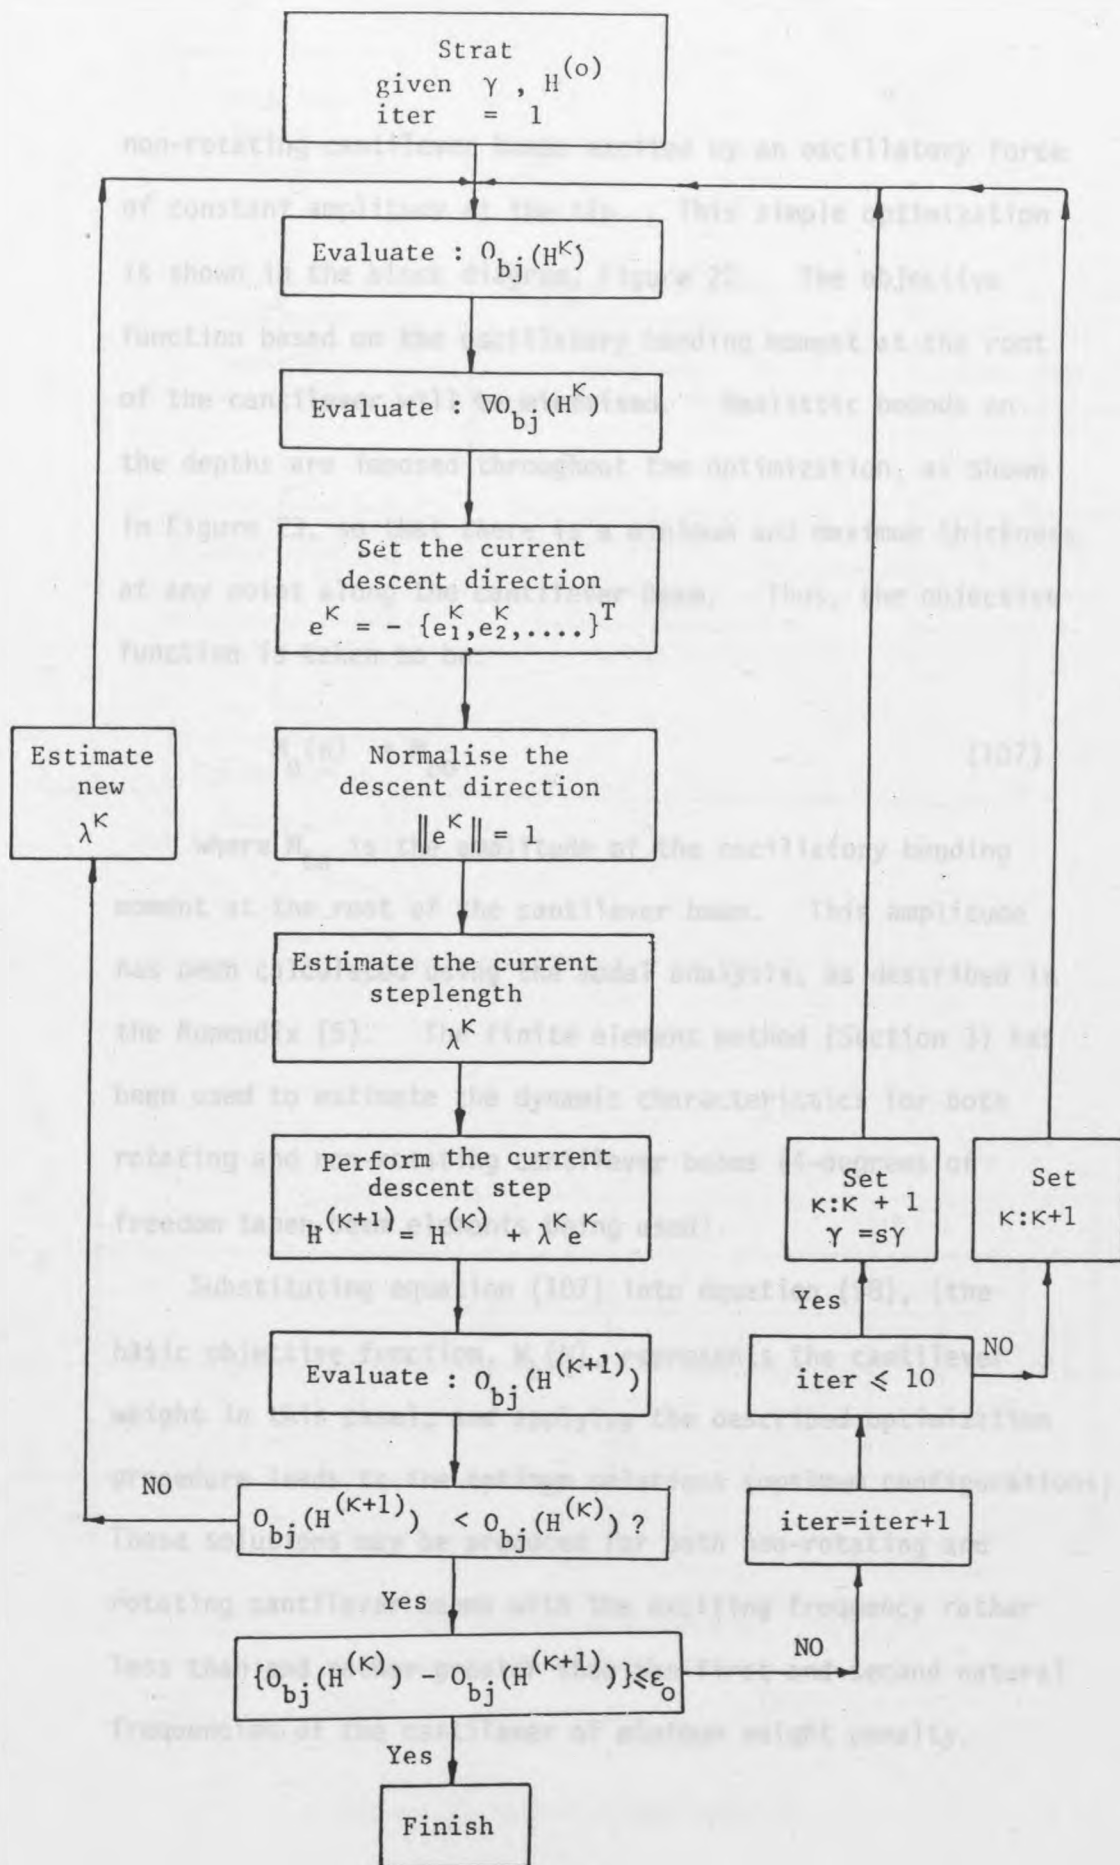 Strat
given γ , H^(o)
iter = 1
Evaluate : O_bj(H^κ)
Evaluate : ∇O_bj(H^κ)
Set the current
descent direction
e^κ = - {e_1^κ,e_2^κ,....}^T
Normalise the
descent direction
‖e^κ‖ = 1
Estimate the current
steplength
λ^κ
Perform the current
descent step
H^(κ+1) = H^(κ) + λ^κ e^κ
Evaluate : O_bj(H^(κ+1))
O_bj(H^(κ+1)) < O_bj(H^(κ)) ?
NO
Yes
{O_bj(H^(κ)) - O_bj(H^(κ+1))}⩽ε_o
NO
Yes
Finish
Estimate
new
λ^κ
iter=iter+1
iter ⩽ 10
Yes
NO
Set
κ:κ + 1
γ =sγ
Set
κ:κ+1
non-rotating cantilever beams excited by an oscillatory force
of constant amplitude at the tip. This simple optimization
is shown in the block diagram, Figure 22. The objective
function based on the oscillatory bending moment at the root
of the cantilever will be minimised. Realistic bounds on
the depths are imposed throughout the optimization, as shown
in Figure 23, so that there is a minimum and maximum thickness
at any point along the cantilever beam. Thus, the objective
function is taken to be:
(107)
where is the amplitude of the oscillatory bending
moment at the root of the cantilever beam. This amplitude
has been calculated using the modal analysis, as described in
the Appendix (5). The finite element method (Section 3) has
been used to estimate the dynamic characteristics for both
rotating and non-rotating cantilever beams (4-degrees of
freedom taper beam elements being used)
Substituting equation (107) into equation (, (the
basic objective function, represents the cantilever
weight in this case), and applying the described optimization
procedure leads to the optimum solutions (optimum configurations)
These solutions may be produced for both non-rotating and
rotating cantilever beams with the exciting frequency rather
less than and rather greater than the first and second natural
frequencies of the cantilever of minimum weight penalty.